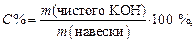 C% = m(чистого KOH) / m(навески) · 100 %,